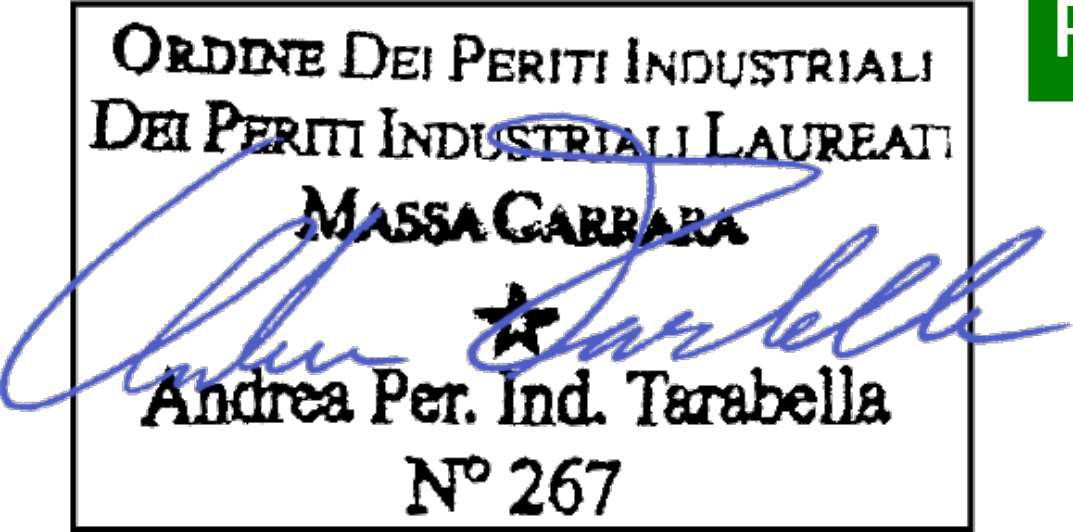 ORDINE DEI PERITI INDUSTRIALI
DEI PERITI INDUSTRIALI LAUREATI
MASSA CARRARA
Andrea Per. Ind. Tarabella
N° 267